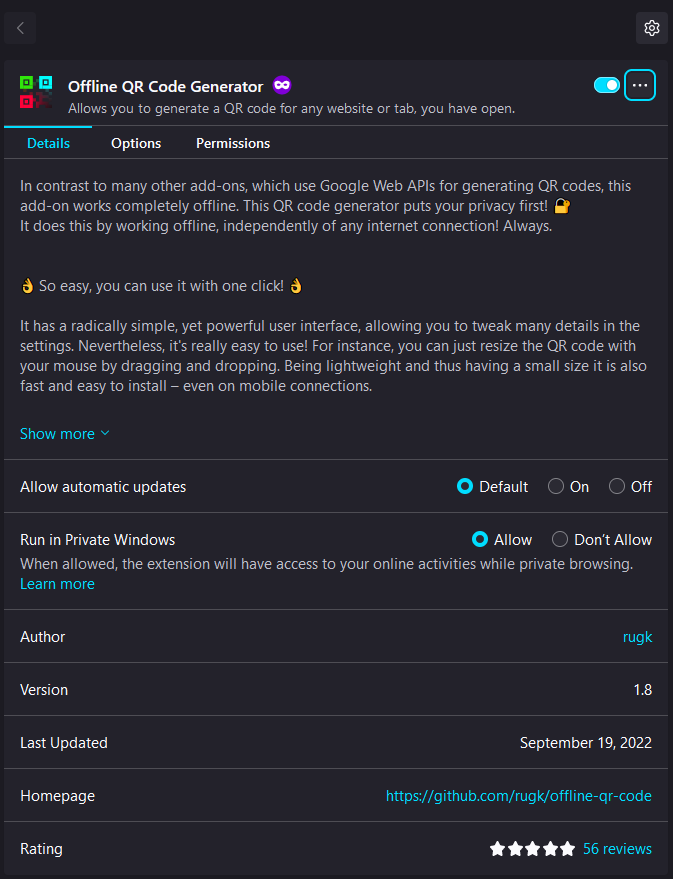 Offline QR Code Generator
Allows you to generate a QR code for any website or tab, you have open.
Details Options Permissions
In contrast to many other add-ons, which use Google Web APIs for generating QR codes, this
add-on works completely offline. This QR code generator puts your privacy first! 🔐
It does this by working offline, independently of any internet connection! Always.
👌 So easy, you can use it with one click! 👌
It has a radically simple, yet powerful user interface, allowing you to tweak many details in the
settings. Nevertheless, it's really easy to use! For instance, you can just resize the QR code with
your mouse by dragging and dropping. Being lightweight and thus having a small size it is also
fast and easy to install – even on mobile connections.
Show more
Allow automatic updates Default On Off
Run in Private Windows Allow Don't Allow
When allowed, the extension will have access to your online activities while private browsing.
Learn more
Author rugk
Version 1.8
Last Updated September 19, 2022
Homepage https://github.com/rugk/offline-qr-code
Rating 56 reviews